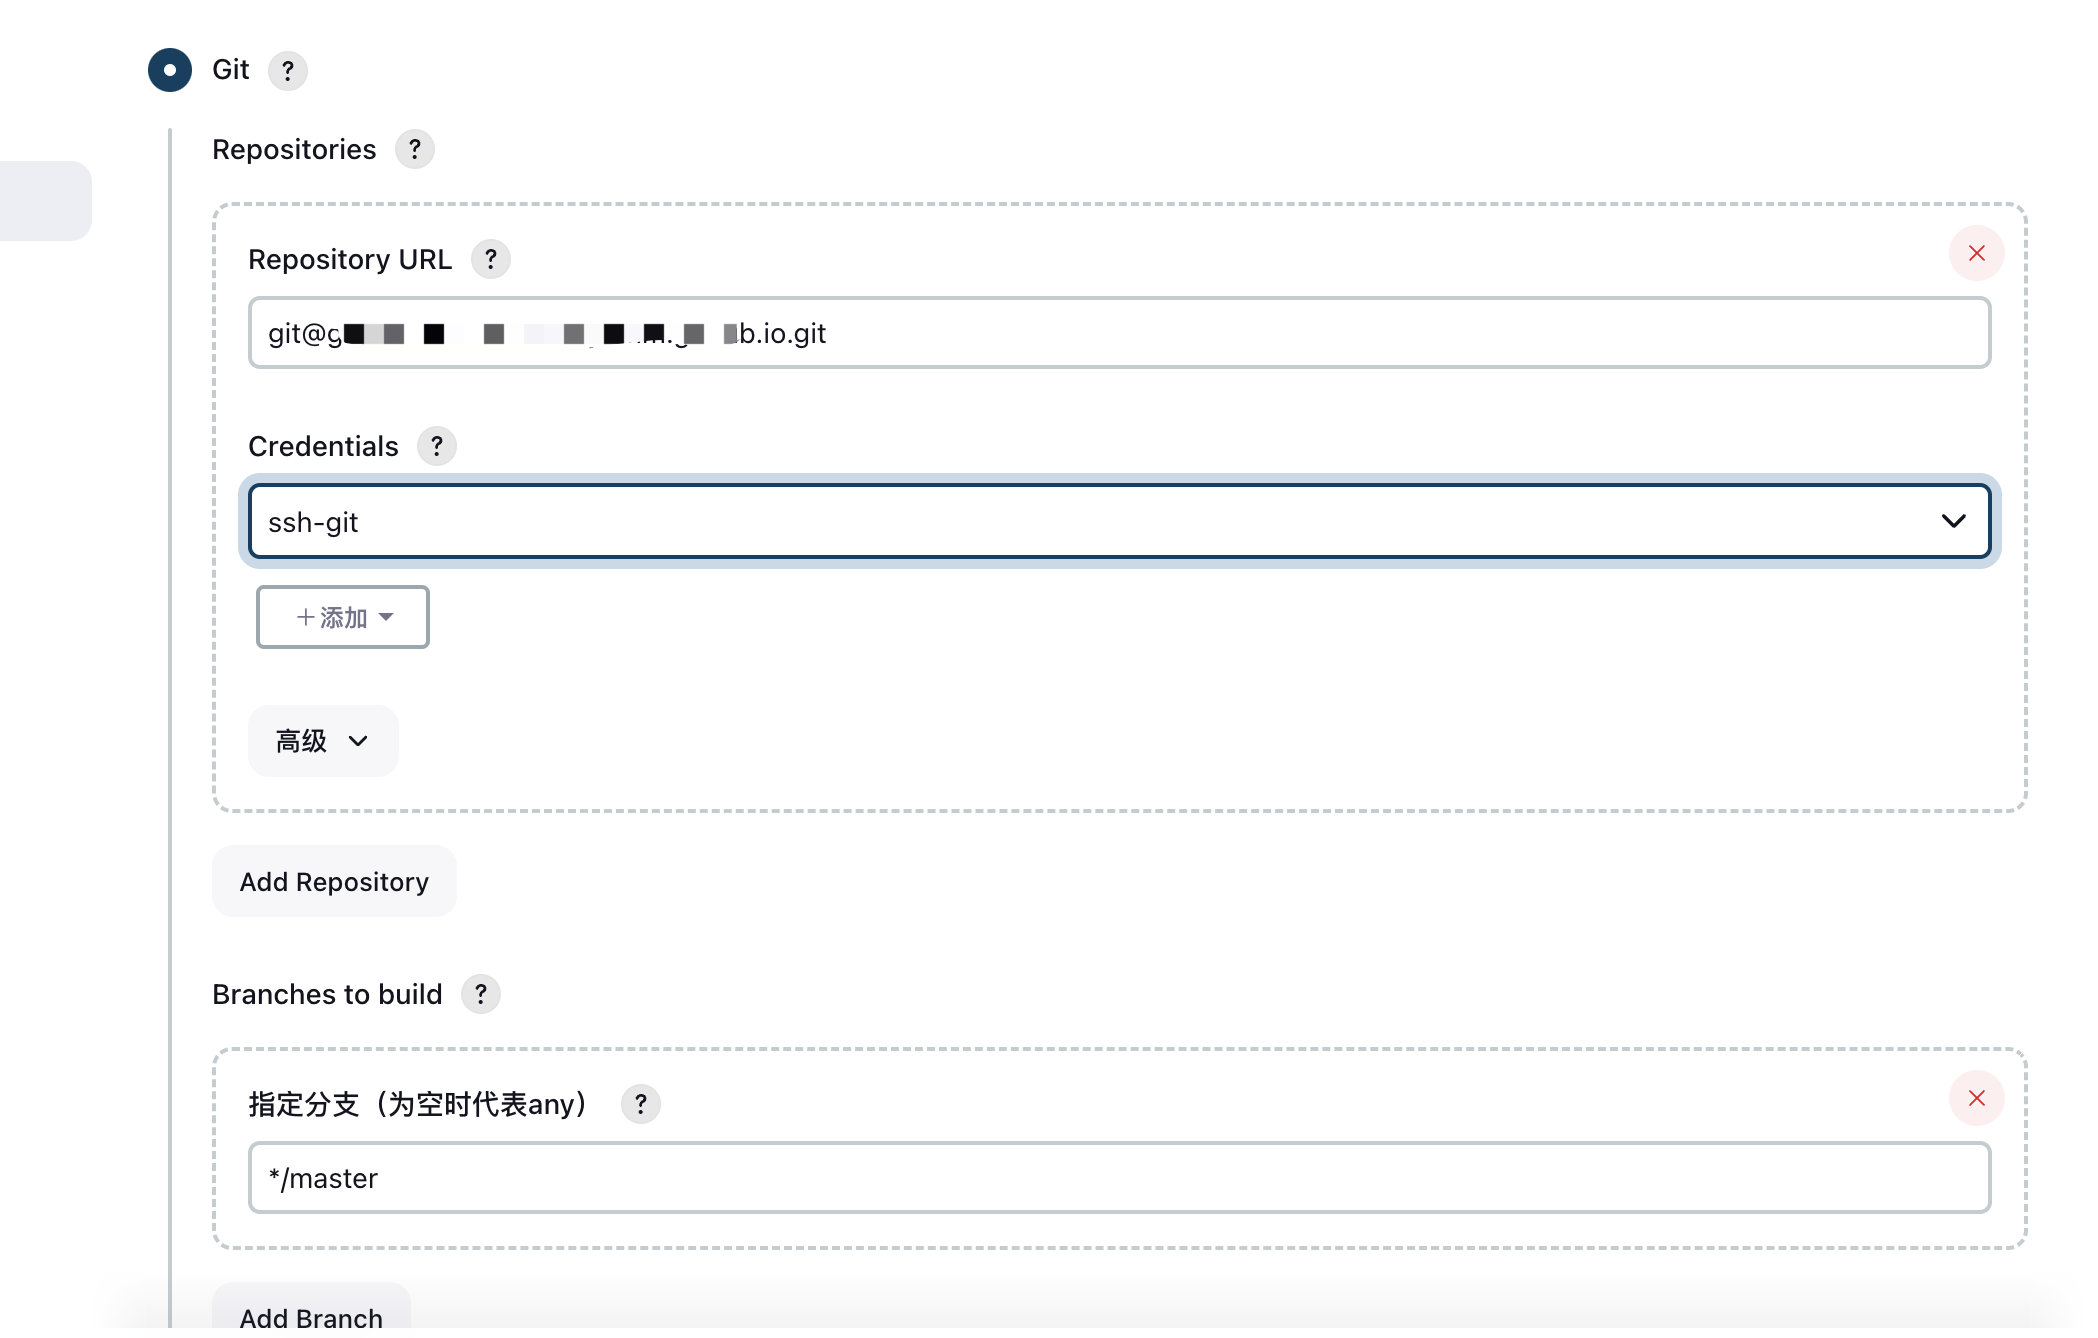 Git ?
Repositories ?
Repository URL ?
git@g b.io.git
Credentials ?
ssh-git
+添加
高级
Add Repository
Branches to build ?
指定分支（为空时代表any） ?
*/master
Add Branch